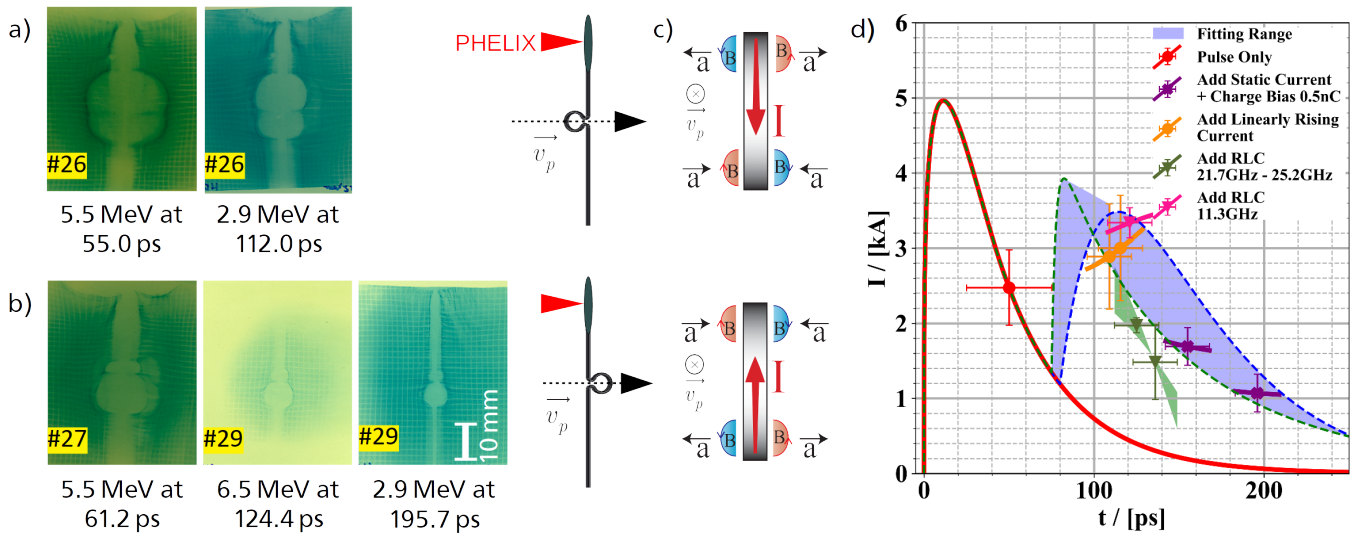 a)
#26
#26
5.5 MeV at
55.0 ps
2.9 MeV at
112.0 ps
PHELIX
v_p
b)
#27
#29
#29
10 mm
5.5 MeV at
61.2 ps
6.5 MeV at
124.4 ps
2.9 MeV at
195.7 ps
v_p
c)
a B B a
⊗
v_p
I
a B B a
a B B a
⊗
v_p
I
a B B a
d)
I / [kA]
6
5
4
3
2
1
0
0 100 200
t / [ps]
Fitting Range
Pulse Only
Add Static Current
+ Charge Bias 0.5nC
Add Linearly Rising
Current
Add RLC
21.7GHz - 25.2GHz
Add RLC
11.3GHz